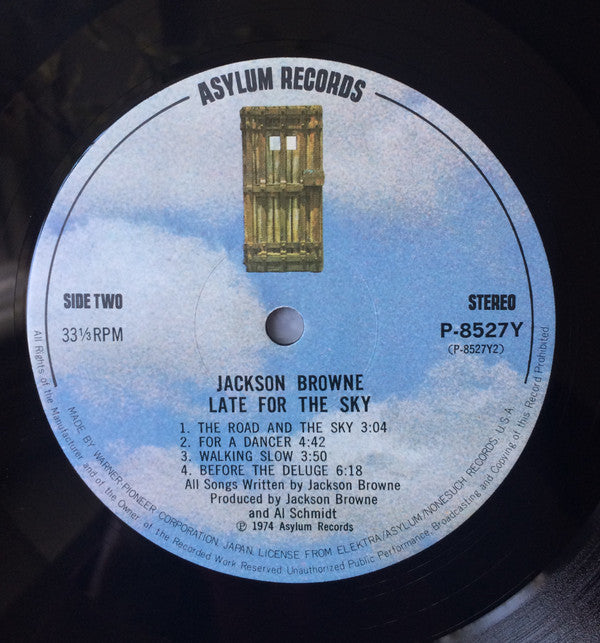 ASYLUM RECORDS
SIDE TWO
33⅓ RPM
STEREO
P-8527Y
(P-8527Y2)
JACKSON BROWNE
LATE FOR THE SKY
1. THE ROAD AND THE SKY 3:04
2. FOR A DANCER 4:42
3. WALKING SLOW 3:50
4. BEFORE THE DELUGE 6:18
All Songs Written by Jackson Browne
Produced by Jackson Browne
and Al Schmidt
℗ 1974 Asylum Records
MADE BY WARNER-PIONEER CORPORATION, JAPAN, LICENSE FROM ELEKTRA/ASYLUM/NONESUCH RECORDS, U.S.A.
All Rights of the Manufacturer and of the Owner of the Recorded Work Reserved Unauthorized Public Performance, Broadcasting and Copying of this Record Prohibited.